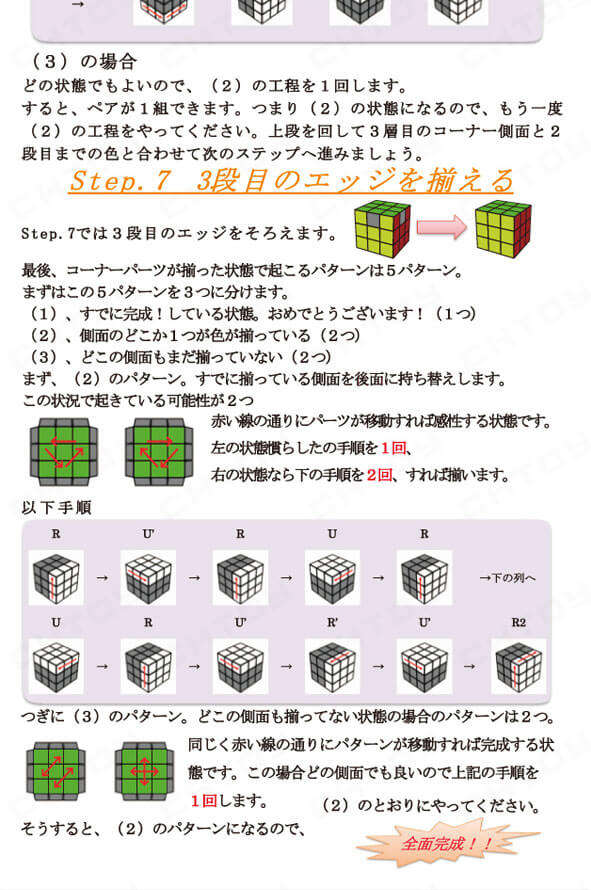 →
（３）の場合
どの状態でもよいので、（２）の工程を１回します。
すると、ペアが１組できます。つまり（２）の状態になるので、もう一度
（２）の工程をやってください。上段を回して３層目のコーナー側面と２
段目までの色と合わせて次のステップへ進みましょう。
Step.7　3段目のエッジを揃える
Step.7では３段目のエッジをそろえます。
最後、コーナーパーツが揃った状態で起こるパターンは５パターン。
まずはこの５パターンを３つに分けます。
（１）、すでに完成！している状態。おめでとうございます！（１つ）
（２）、側面のどこか１つが色が揃っている（２つ）
（３）、どこの側面もまだ揃っていない（２つ）
まず、（２）のパターン。すでに揃っている側面を後面に持ち替えします。
この状況で起きている可能性が２つ
赤い線の通りにパーツが移動すれば感性する状態です。
左の状態慣らしたの手順を１回、
右の状態なら下の手順を２回、すれば揃います。
以下手順
R U' R U R
→ → → → →下の列へ
U R U' R' U' R2
→ → → → →
つぎに（３）のパターン。どこの側面も揃ってない状態の場合のパターンは２つ。
同じく赤い線の通りにパターンが移動すれば完成する状
態です。この場合どの側面でも良いので上記の手順を
１回します。
（２）のとおりにやってください。
そうすると、（２）のパターンになるので、
全面完成！！
CHTOY